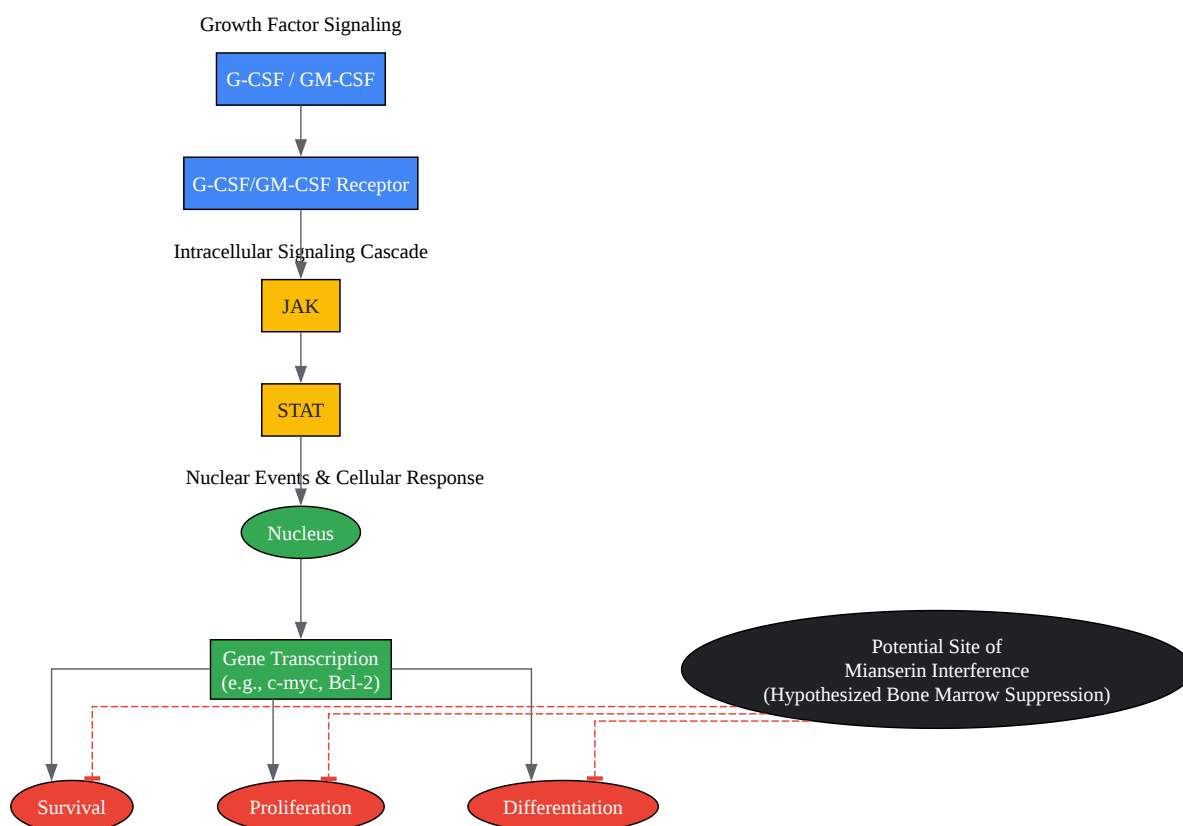 Growth Factor Signaling
G-CSF / GM-CSF
G-CSF/GM-CSF Receptor
Intracellular Signaling Cascade
JAK
STAT
Nuclear Events & Cellular Response
Nucleus
Gene Transcription
(e.g., c-myc, Bcl-2)
Potential Site of
Mianserin Interference
(Hypothesized Bone Marrow Suppression)
Survival
Proliferation
Differentiation